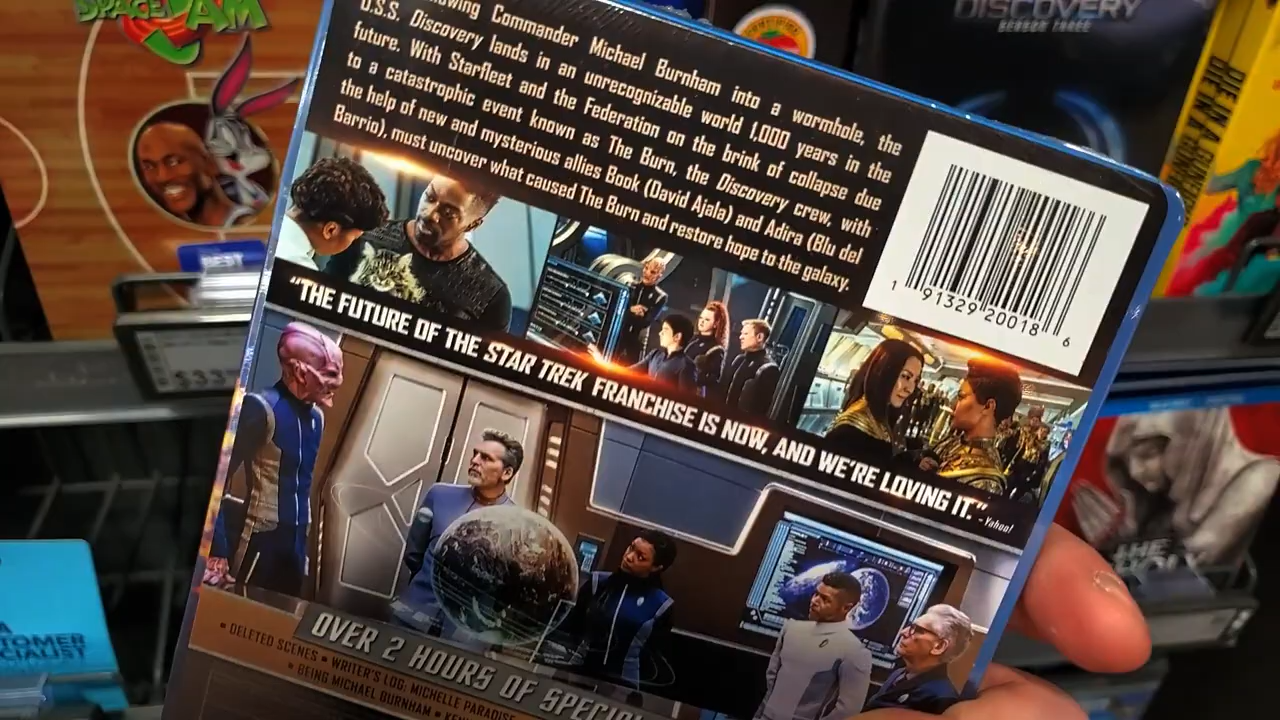 SPACE JAM
DISCOVERY
SEASON THREE
Commander Michael Burnham into a wormhole, the
U.S.S. Discovery lands in an unrecognizable world 1,000 years in the
future. With Starfleet and the Federation on the brink of collapse due
to a catastrophic event known as The Burn, the Discovery crew, with
the help of new and mysterious allies Book (David Ajala) and Adira (Blu del
Barrio), must uncover what caused The Burn and restore hope to the galaxy.
1 91329 20018 6
"THE FUTURE OF THE STAR TREK FRANCHISE IS NOW, AND WE'RE LOVING IT."
-Yahoo!
OVER 2 HOURS OF
• DELETED SCENES • WRITER'S LOG: MICHELLE PARADISE
• BEING MICHAEL BURNHAM •
BEST
THE
A